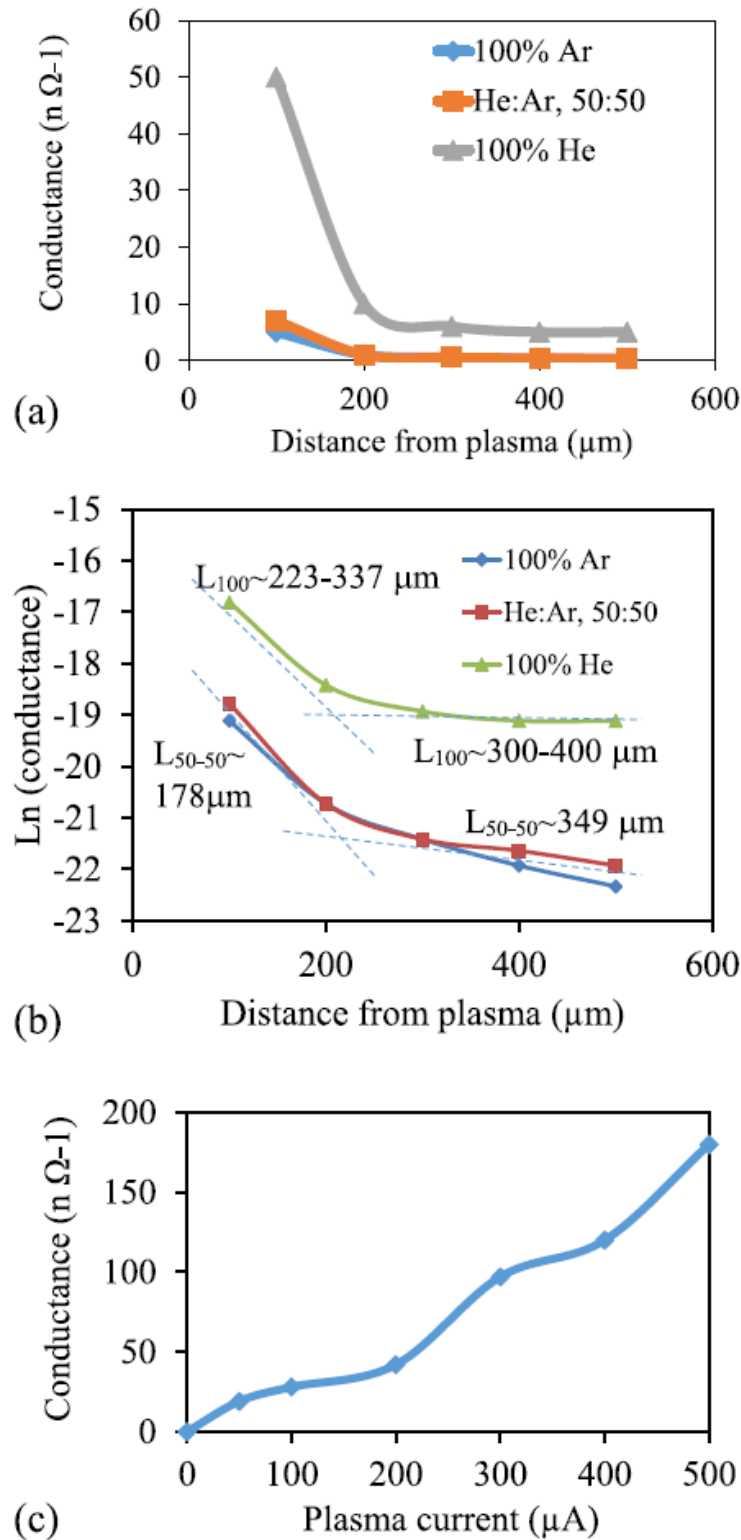 60
50
40
30
20
10
0
Conductance (n Ω-1)
100% Ar
He:Ar, 50:50
100% He
0
200
400
600
Distance from plasma (µm)
(a)
-15
-16
-17
-18
-19
-20
-21
-22
-23
Ln (conductance)
L100~223-337 µm
100% Ar
He:Ar, 50:50
100% He
L50-50~
178µm
L100~300-400 µm
L50-50~349 µm
0
200
400
600
Distance from plasma (µm)
(b)
200
150
100
50
0
Conductance (n Ω-1)
0
100
200
300
400
500
Plasma current (µA)
(c)